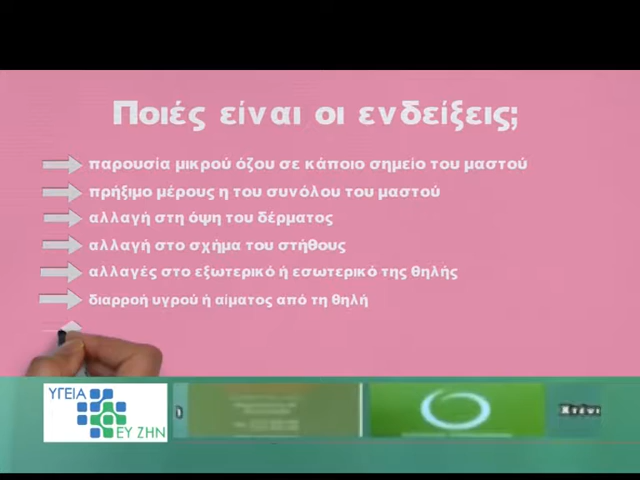 Ποιές είναι οι ενδείξεις;
παρουσία μικρού όζου σε κάποιο σημείο του μαστού
πρήξιμο μέρους η του συνόλου του μαστού
αλλαγή στη όψη του δέρματος
αλλαγή στο σχήμα του στήθους
αλλαγές στο εξωτερικό ή εσωτερικό της θηλής
διαρροή υγρού ή αίματος από τη θηλή
ΥΓΕΙΑ
ΕΥ ΖΗΝ